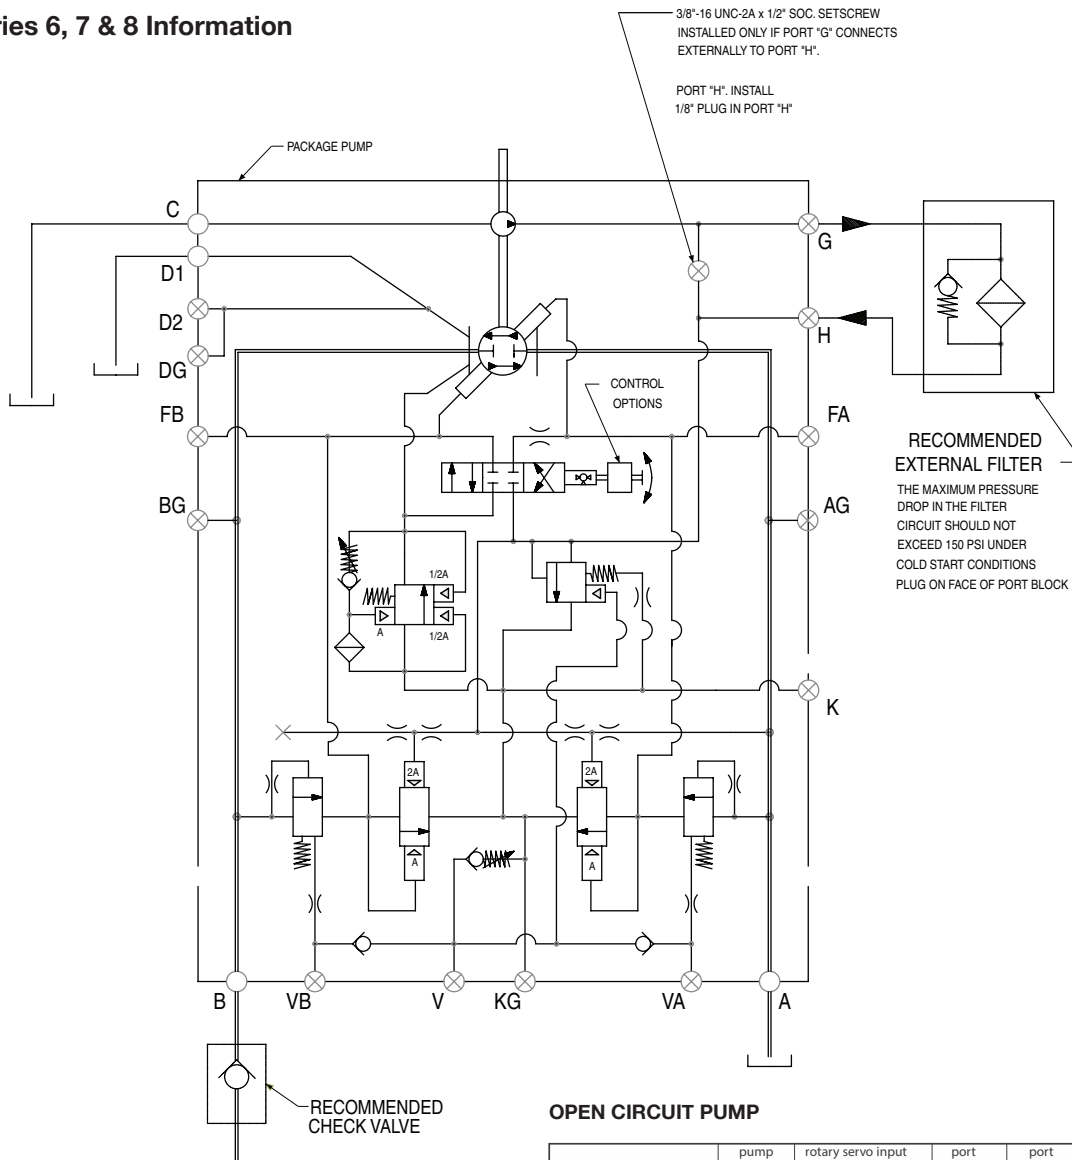 ries 6, 7 & 8 Information
3/8"-16 UNC-2A x 1/2" SOC. SETSCREW
INSTALLED ONLY IF PORT "G" CONNECTS
EXTERNALLY TO PORT "H".
PORT "H". INSTALL
1/8" PLUG IN PORT "H"
PACKAGE PUMP
C
G
D1
D2
H
DG
CONTROL
OPTIONS
FB
FA
RECOMMENDED
EXTERNAL FILTER
THE MAXIMUM PRESSURE
DROP IN THE FILTER
CIRCUIT SHOULD NOT
EXCEED 150 PSI UNDER
COLD START CONDITIONS
PLUG ON FACE OF PORT BLOCK
BG
AG
1/2A
A
1/2A
K
2A
2A
A
A
B
VB
V
KG
VA
A
RECOMMENDED
CHECK VALVE
OPEN CIRCUIT PUMP
pump
rotary servo input
port
port